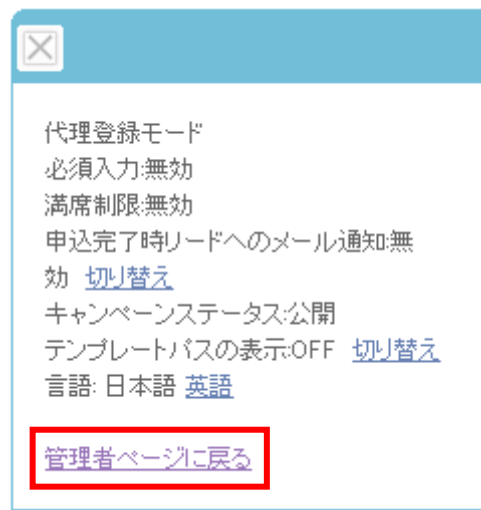 代理登録モード
必須入力:無効
満席制限:無効
申込完了時リードへのメール通知:無
効 切り替え
キャンペーンステータス:公開
テンプレートパスの表示:OFF 切り替え
言語: 日本語 英語
管理者ページに戻る